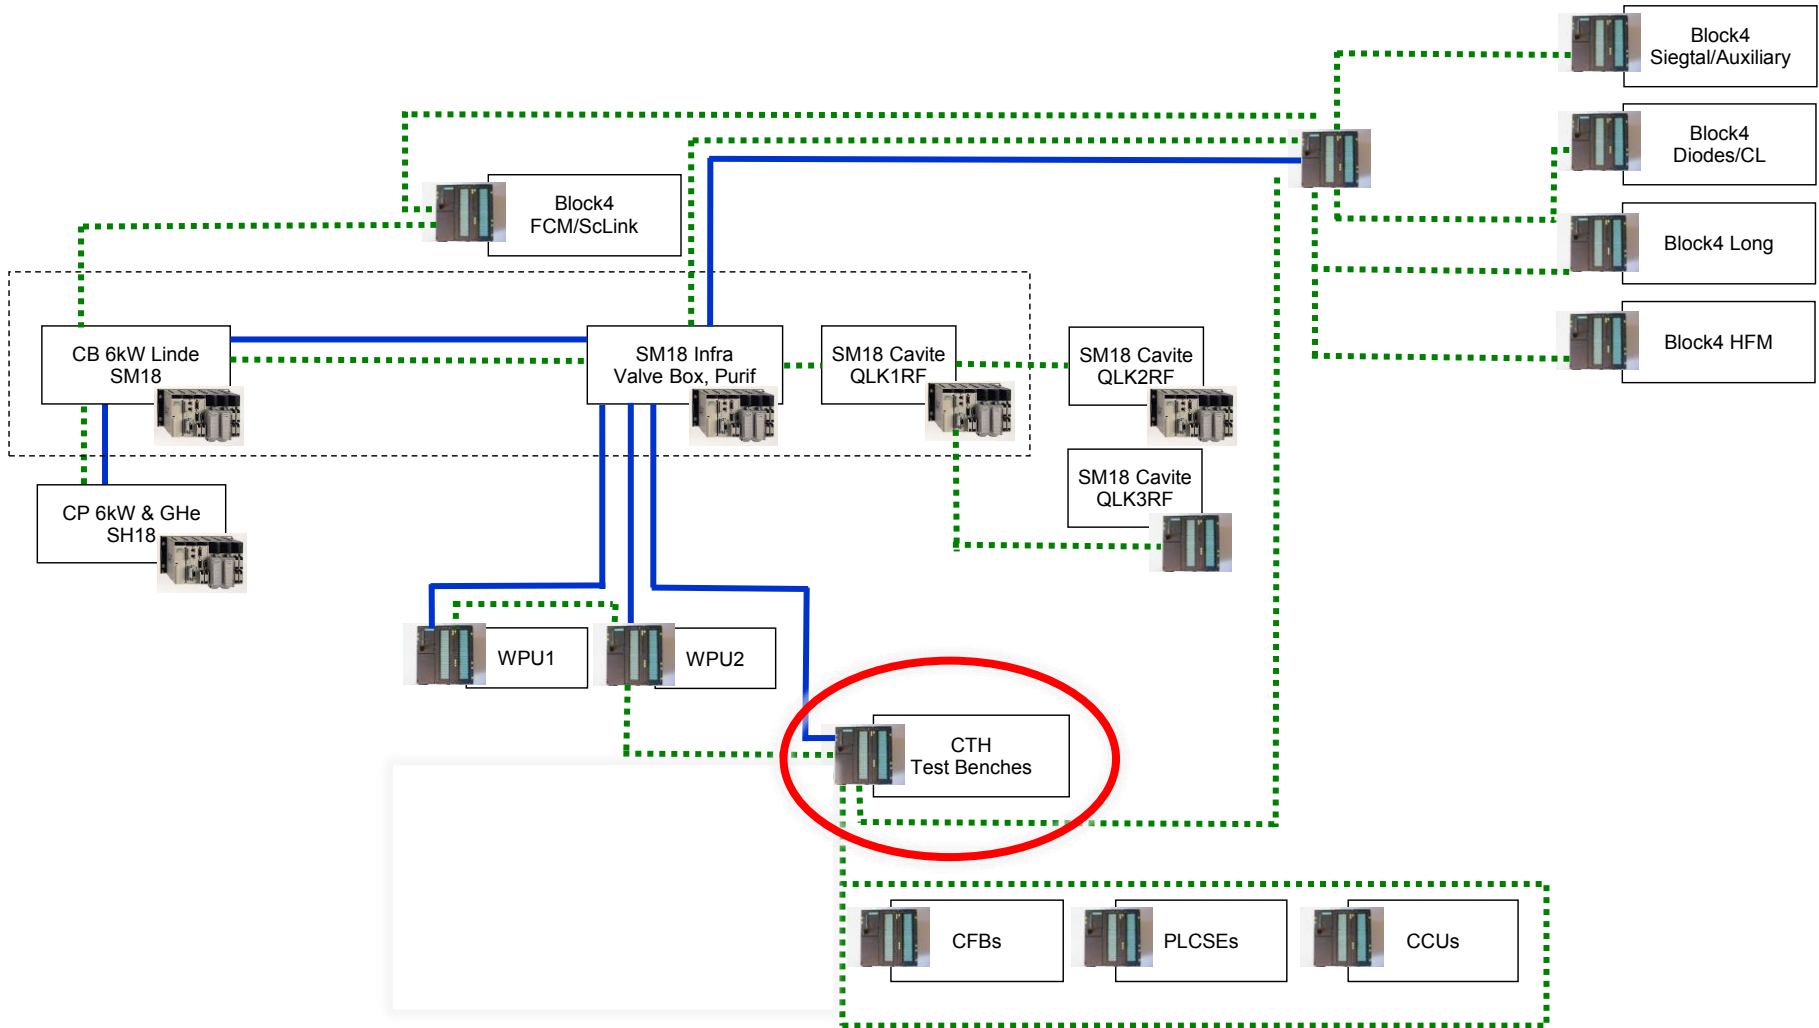 Block4
Siegtal/Auxiliary
Block4
Diodes/CL
Block4
FCM/ScLink
Block4 Long
Block4 HFM
CB 6kW Linde
SM18
SM18 Infra
Valve Box, Purif
SM18 Cavite
QLK1RF
SM18 Cavite
QLK2RF
SM18 Cavite
QLK3RF
CP 6kW & GHe
SH18
WPU1
WPU2
CTH
Test Benches
CFBs
PLCSEs
CCUs